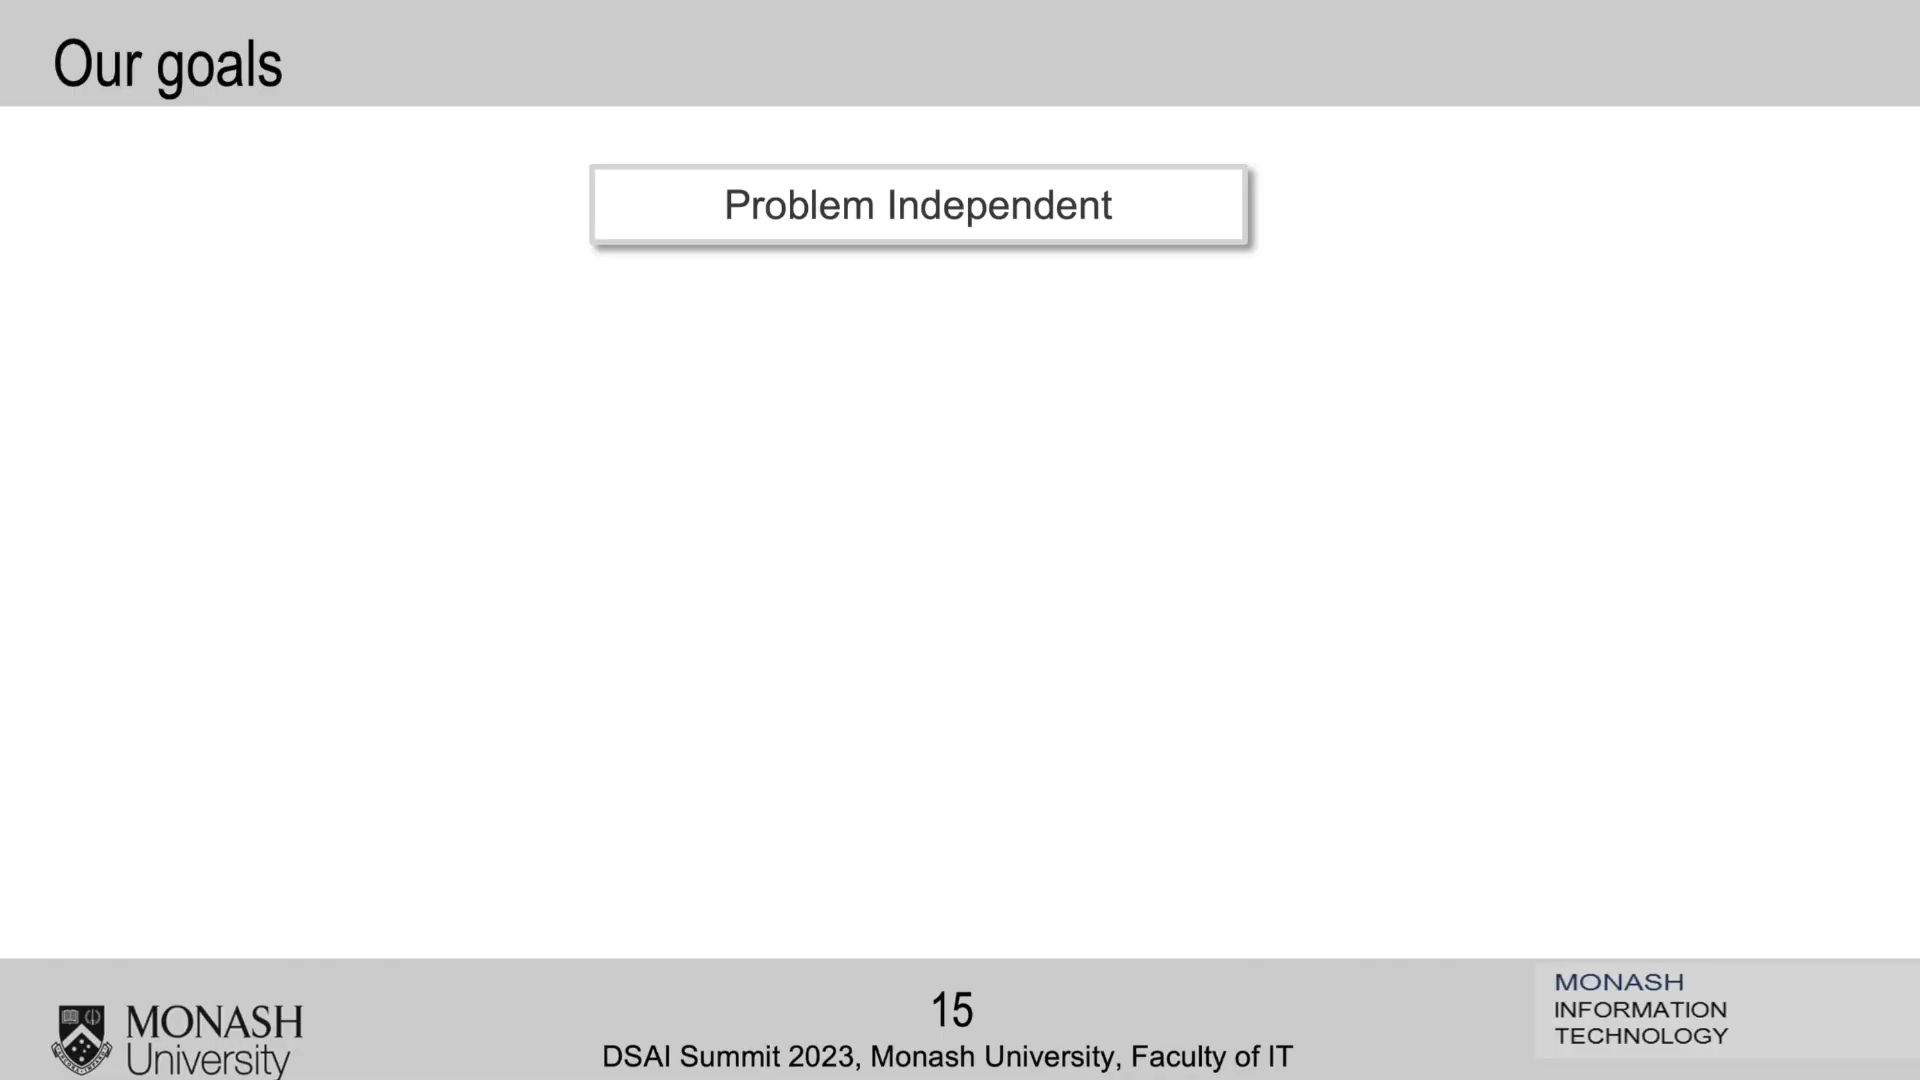 Our goals
Problem Independent
MONASH
University
15
DSAI Summit 2023, Monash University, Faculty of IT
MONASH
INFORMATION
TECHNOLOGY